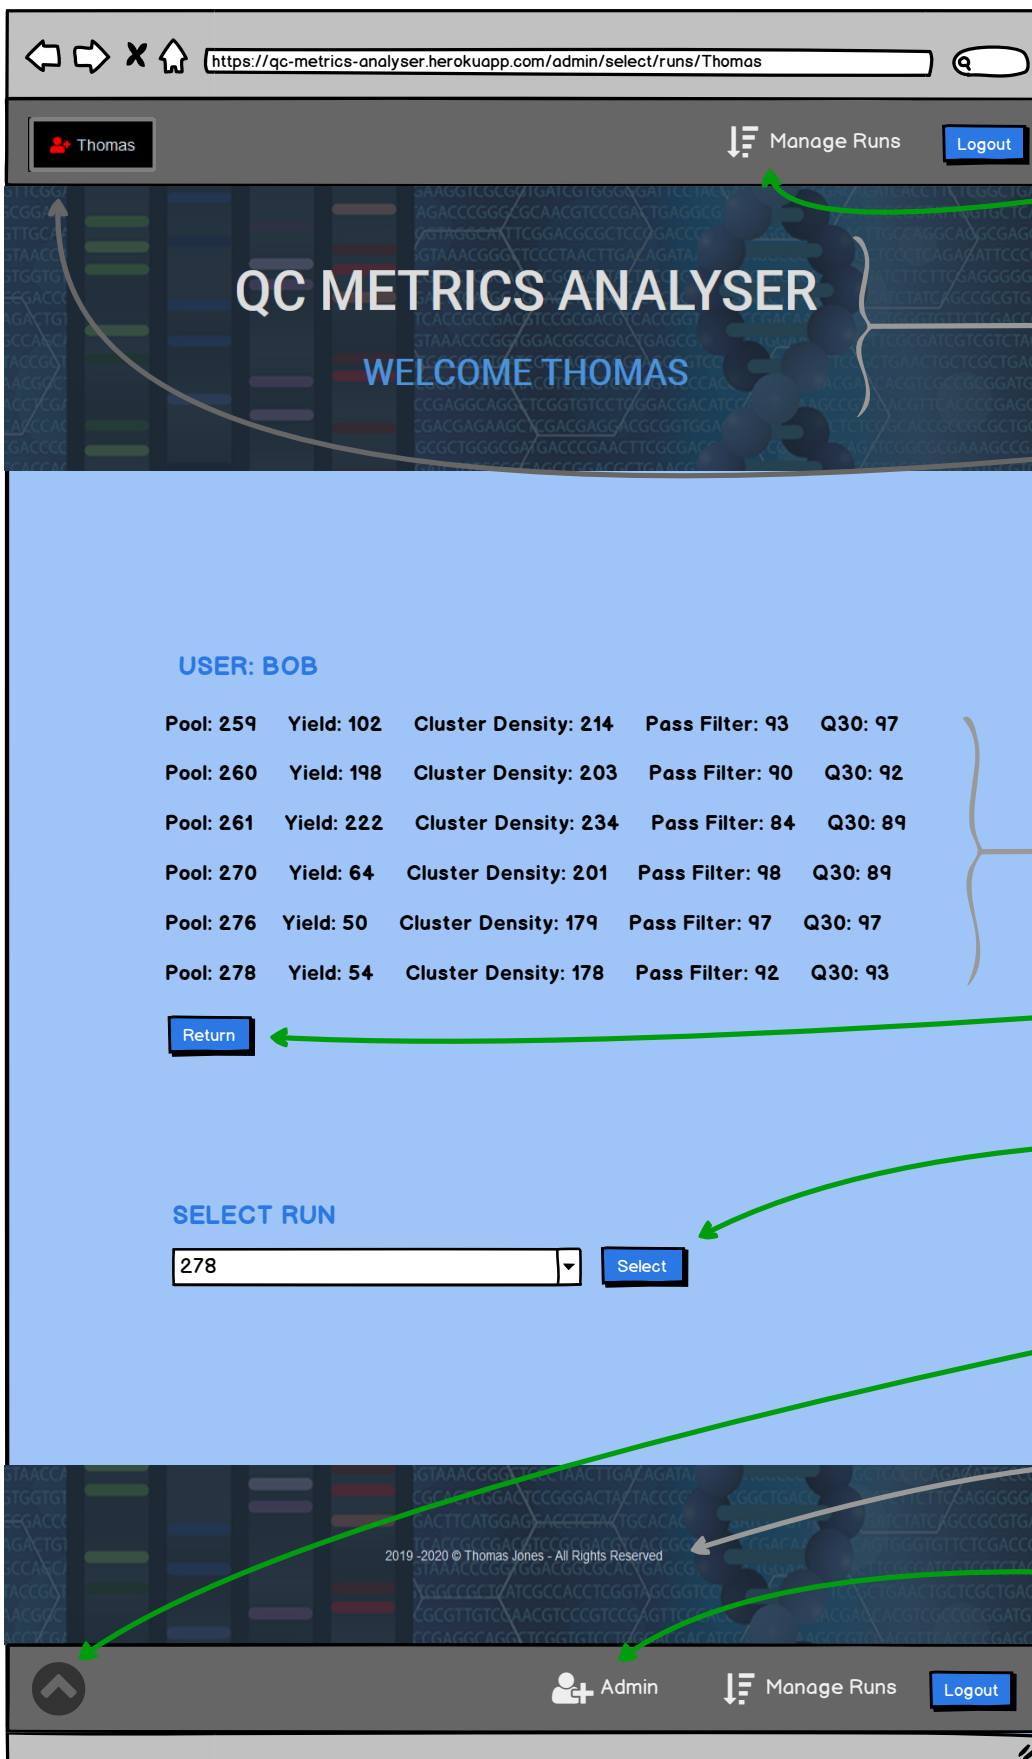 https://qc-metrics-analyser.herokuapp.com/admin/select/runs/Thomas
Thomas Manage Runs Logout
QC METRICS ANALYSER
WELCOME THOMAS
USER: BOB
Pool: 259 Yield: 102 Cluster Density: 214 Pass Filter: 93 Q30: 97
Pool: 260 Yield: 198 Cluster Density: 203 Pass Filter: 90 Q30: 92
Pool: 261 Yield: 222 Cluster Density: 234 Pass Filter: 84 Q30: 89
Pool: 270 Yield: 64 Cluster Density: 201 Pass Filter: 98 Q30: 89
Pool: 276 Yield: 50 Cluster Density: 179 Pass Filter: 97 Q30: 97
Pool: 278 Yield: 54 Cluster Density: 178 Pass Filter: 92 Q30: 93
Return
SELECT RUN
278 Select
2019 -2020 © Thomas Jones - All Rights Reserved
Admin Manage Runs Logout